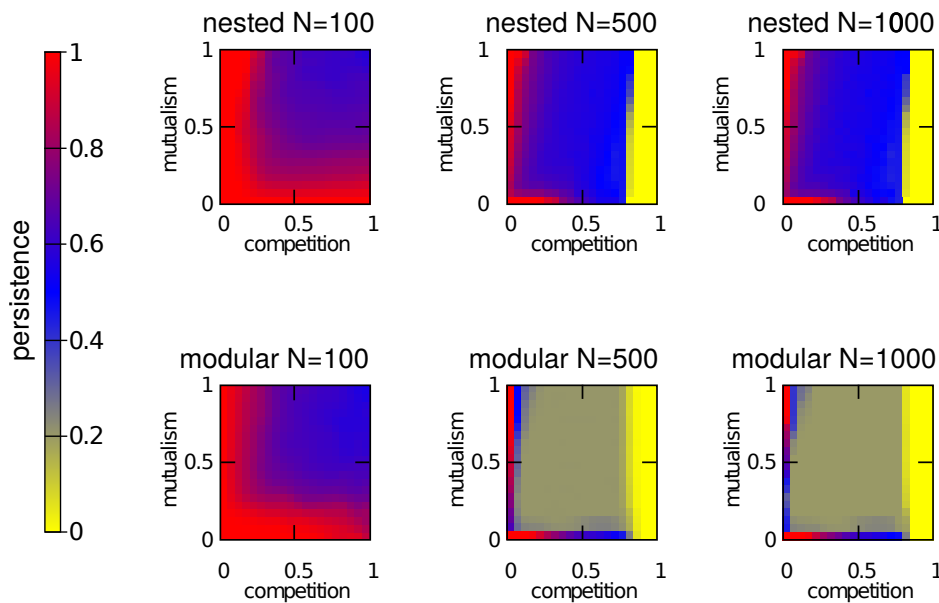 nested N=100
nested N=500
nested N=1000
persistence
1
0.8
0.6
0.4
0.2
0
mutualism
1
0.5
0
0
0.5
1
competition
mutualism
1
0.5
0
0
0.5
1
competition
mutualism
1
0.5
0
0
0.5
1
competition
modular N=100
modular N=500
modular N=1000
mutualism
1
0.5
0
0
0.5
1
competition
mutualism
1
0.5
0
0
0.5
1
competition
mutualism
1
0.5
0
0
0.5
1
competition